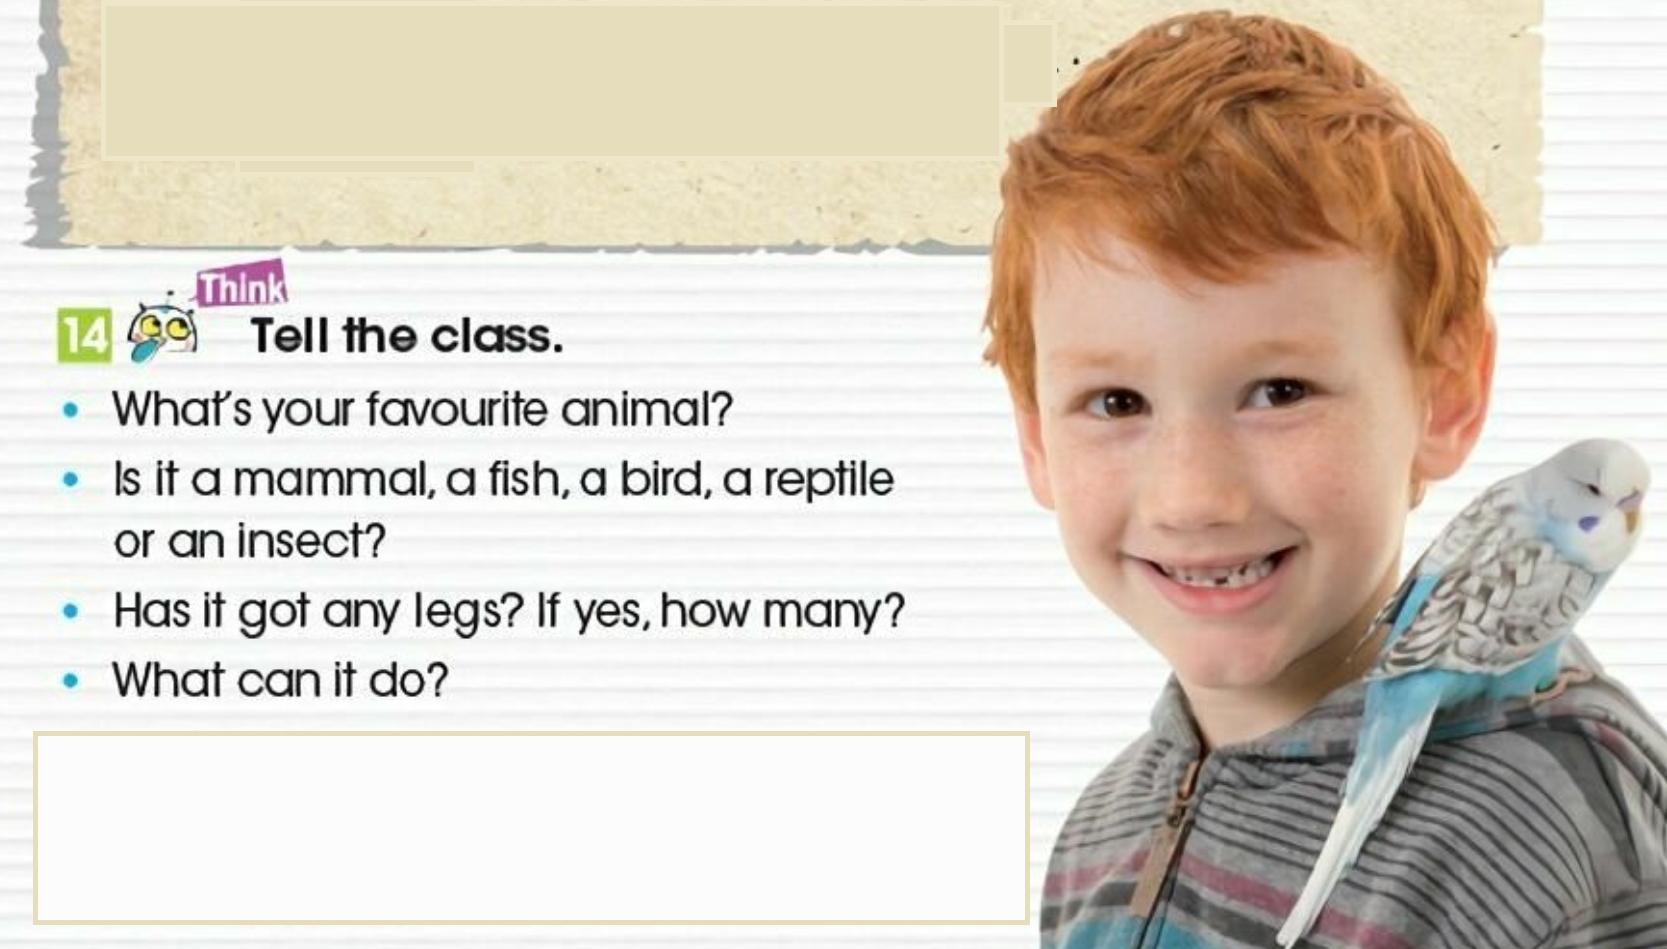 Think
14 Tell the class.
• What's your favourite animal?
• Is it a mammal, a fish, a bird, a reptile
or an insect?
• Has it got any legs? If yes, how many?
• What can it do?